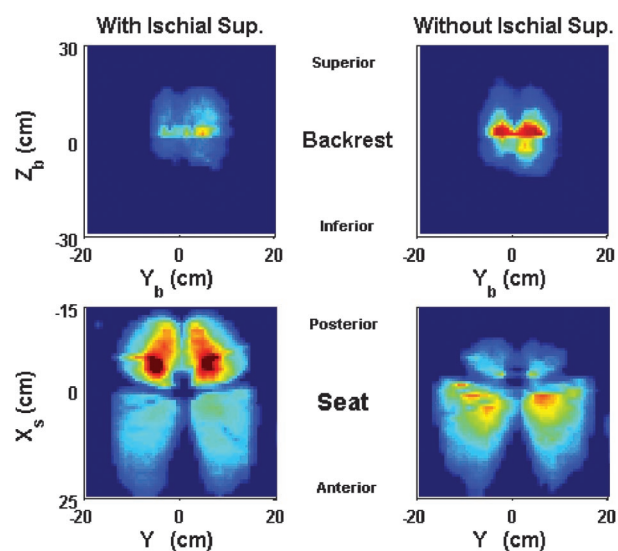 With Ischial Sup.
Without Ischial Sup.
30
0
-30
Z_b (cm)
-20 0 20
Y_b (cm)
Superior
Backrest
Inferior
-20 0 20
Y_b (cm)
-15
0
25
X_s (cm)
-20 0 20
Y (cm)
Posterior
Seat
Anterior
-20 0 20
Y (cm)